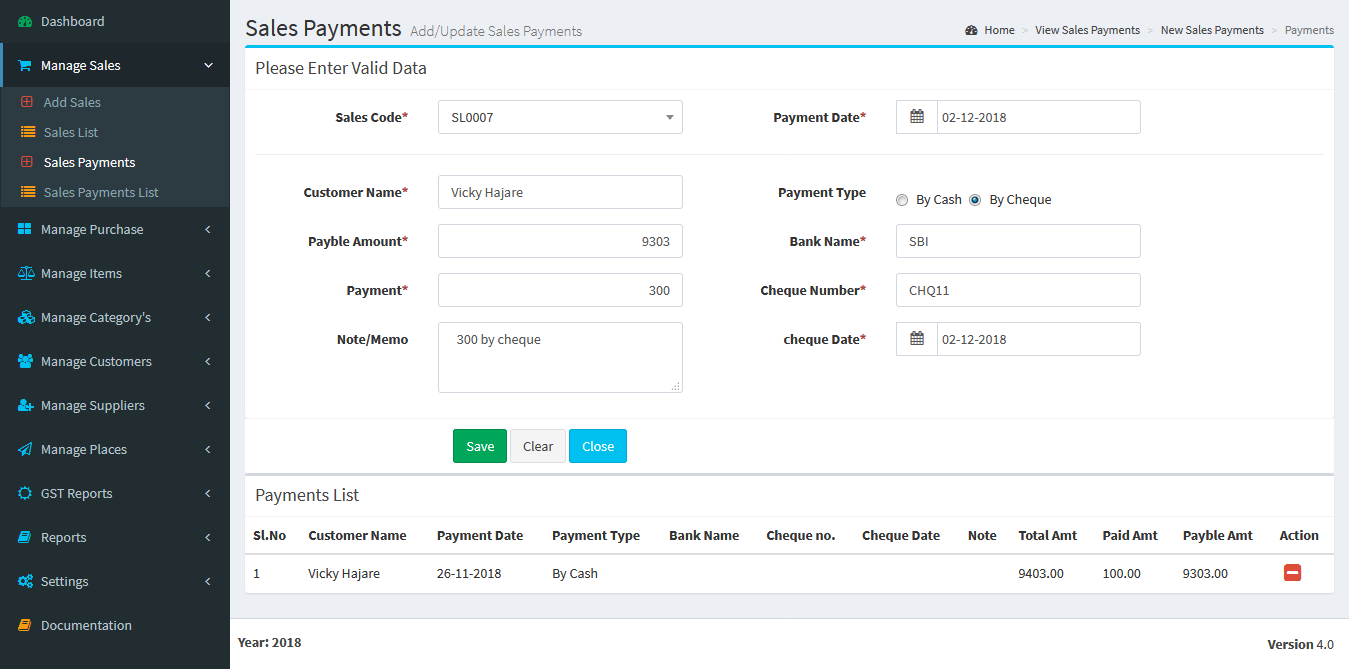 Dashboard
Manage Sales
Add Sales
Sales List
Sales Payments
Sales Payments List
Manage Purchase
Manage Items
Manage Category's
Manage Customers
Manage Suppliers
Manage Places
GST Reports
Reports
Settings
Documentation
Sales Payments Add/Update Sales Payments
Home > View Sales Payments > New Sales Payments > Payments
Please Enter Valid Data
Sales Code* SL0007 Payment Date* 02-12-2018
Customer Name* Vicky Hajare Payment Type By Cash By Cheque
Payble Amount* 9303 Bank Name* SBI
Payment* 300 Cheque Number* CHQ11
Note/Memo 300 by cheque cheque Date* 02-12-2018
Save Clear Close
Payments List
Sl.No Customer Name Payment Date Payment Type Bank Name Cheque no. Cheque Date Note Total Amt Paid Amt Payble Amt Action
1 Vicky Hajare 26-11-2018 By Cash 9403.00 100.00 9303.00
Year: 2018 Version 4.0